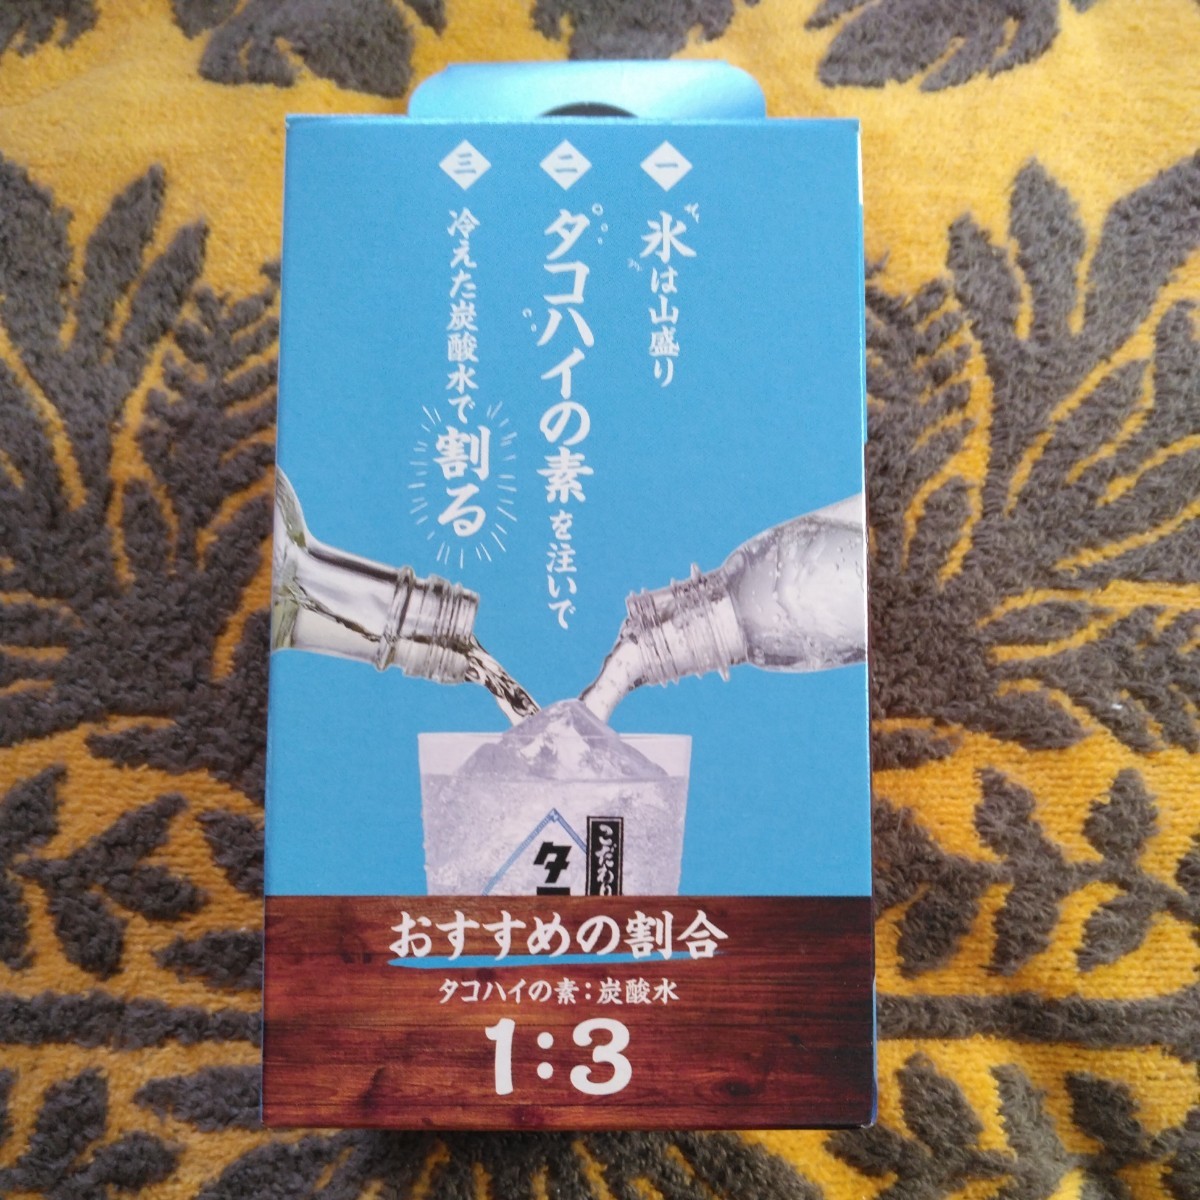 一 氷は山盛り
二 タコハイの素を注いで
三 冷えた炭酸水で割る
こだわり
タコ
おすすめの割合
タコハイの素：炭酸水
1:3